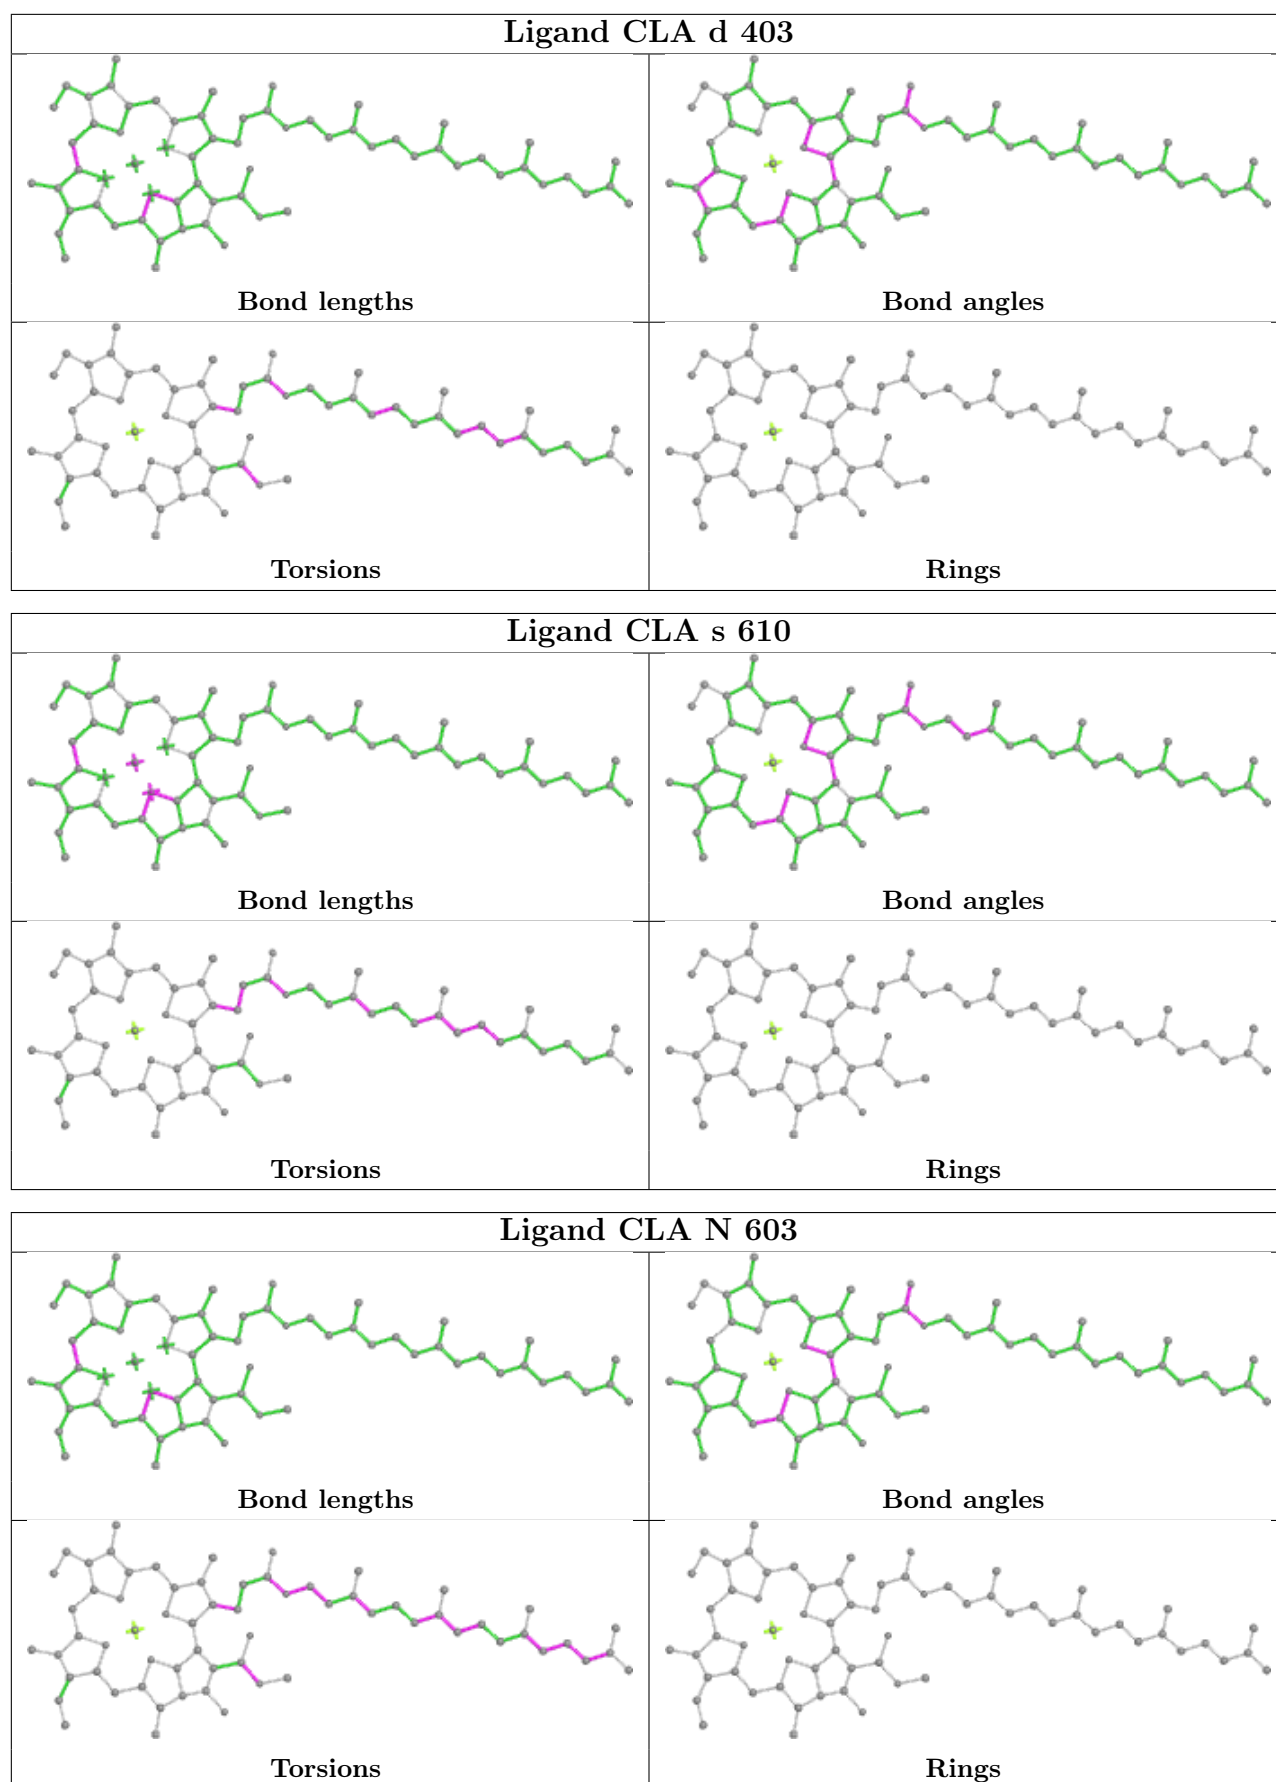 Ligand CLA d 403
Bond lengths
Bond angles
Torsions
Rings
Ligand CLA s 610
Bond lengths
Bond angles
Torsions
Rings
Ligand CLA N 603
Bond lengths
Bond angles
Torsions
Rings